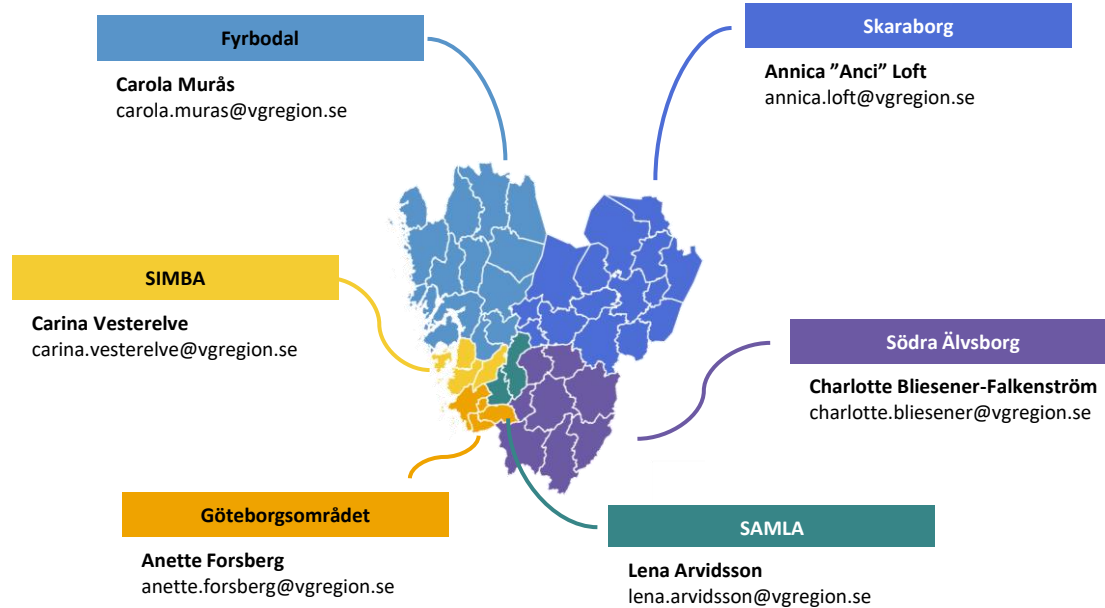 Fyrbodal
Carola Murås
carola.muras@vgregion.se
Skaraborg
Annica ”Anci” Loft
annica.loft@vgregion.se
SIMBA
Carina Vesterelve
carina.vesterelve@vgregion.se
Södra Älvsborg
Charlotte Bliesener-Falkenström
charlotte.bliesener@vgregion.se
Göteborgsområdet
Anette Forsberg
anette.forsberg@vgregion.se
SAMLA
Lena Arvidsson
lena.arvidsson@vgregion.se